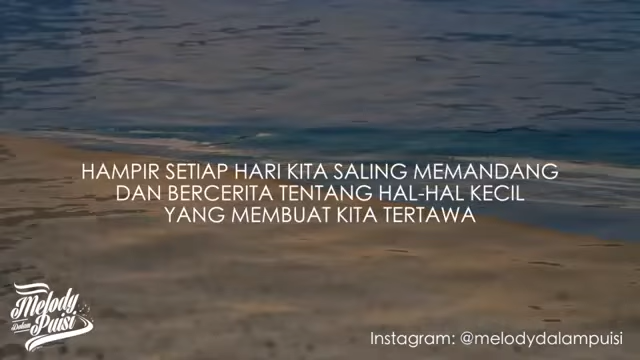 HAMPIR SETIAP HARI KITA SALING MEMANDANG
DAN BERCERITA TENTANG HAL-HAL KECIL
YANG MEMBUAT KITA TERTAWA
Melody
Dalam
Puisi
Instagram: @melodydalampuisi